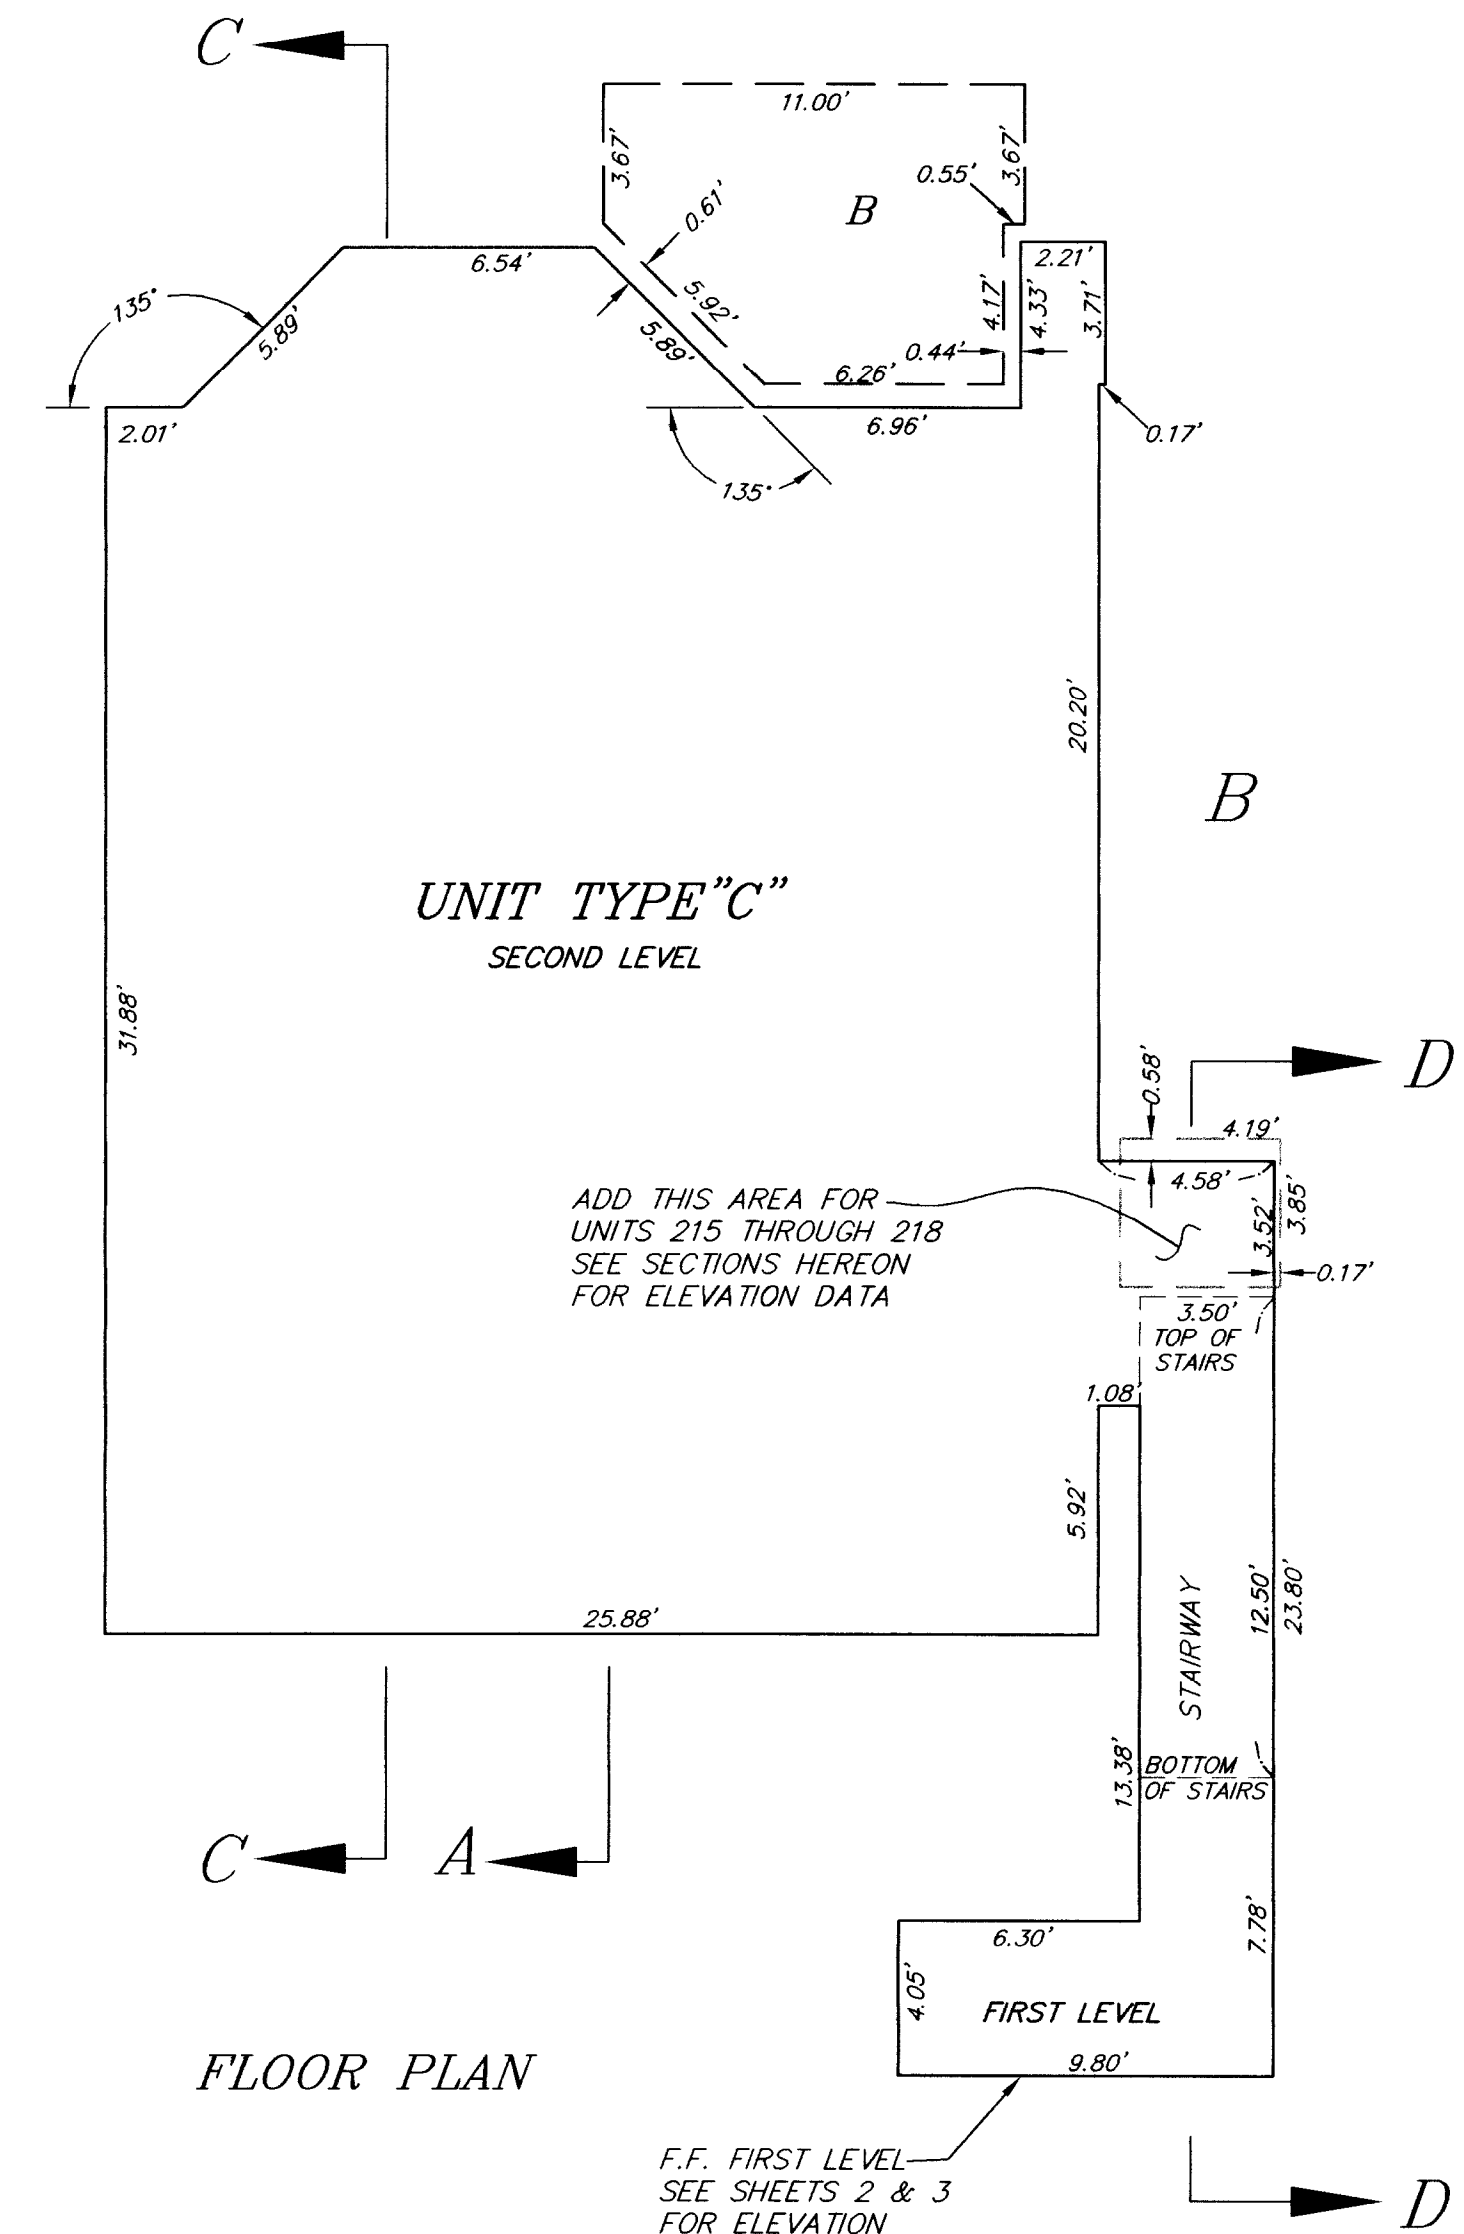 C
11.00'
3.67'
3.67'
0.55'
0.61'
B
6.54'
2.21'
135°
5.89'
5.92'
5.89'
4.17'
4.33'
3.71'
0.44'
6.26'
2.01'
6.96'
0.17'
135°
20.20'
B
UNIT TYPE"C"
SECOND LEVEL
31.88'
0.58'
D
4.19'
4.58'
ADD THIS AREA FOR
UNITS 215 THROUGH 218
SEE SECTIONS HEREON
FOR ELEVATION DATA
3.52'
3.85'
0.17'
3.50'
TOP OF
STAIRS
1.08'
5.92'
25.88'
STAIRWAY
12.50'
23.80'
13.38'
BOTTOM
OF STAIRS
C
A
6.30'
7.78'
4.05'
FIRST LEVEL
9.80'
FLOOR PLAN
F.F. FIRST LEVEL
SEE SHEETS 2 & 3
FOR ELEVATION
D